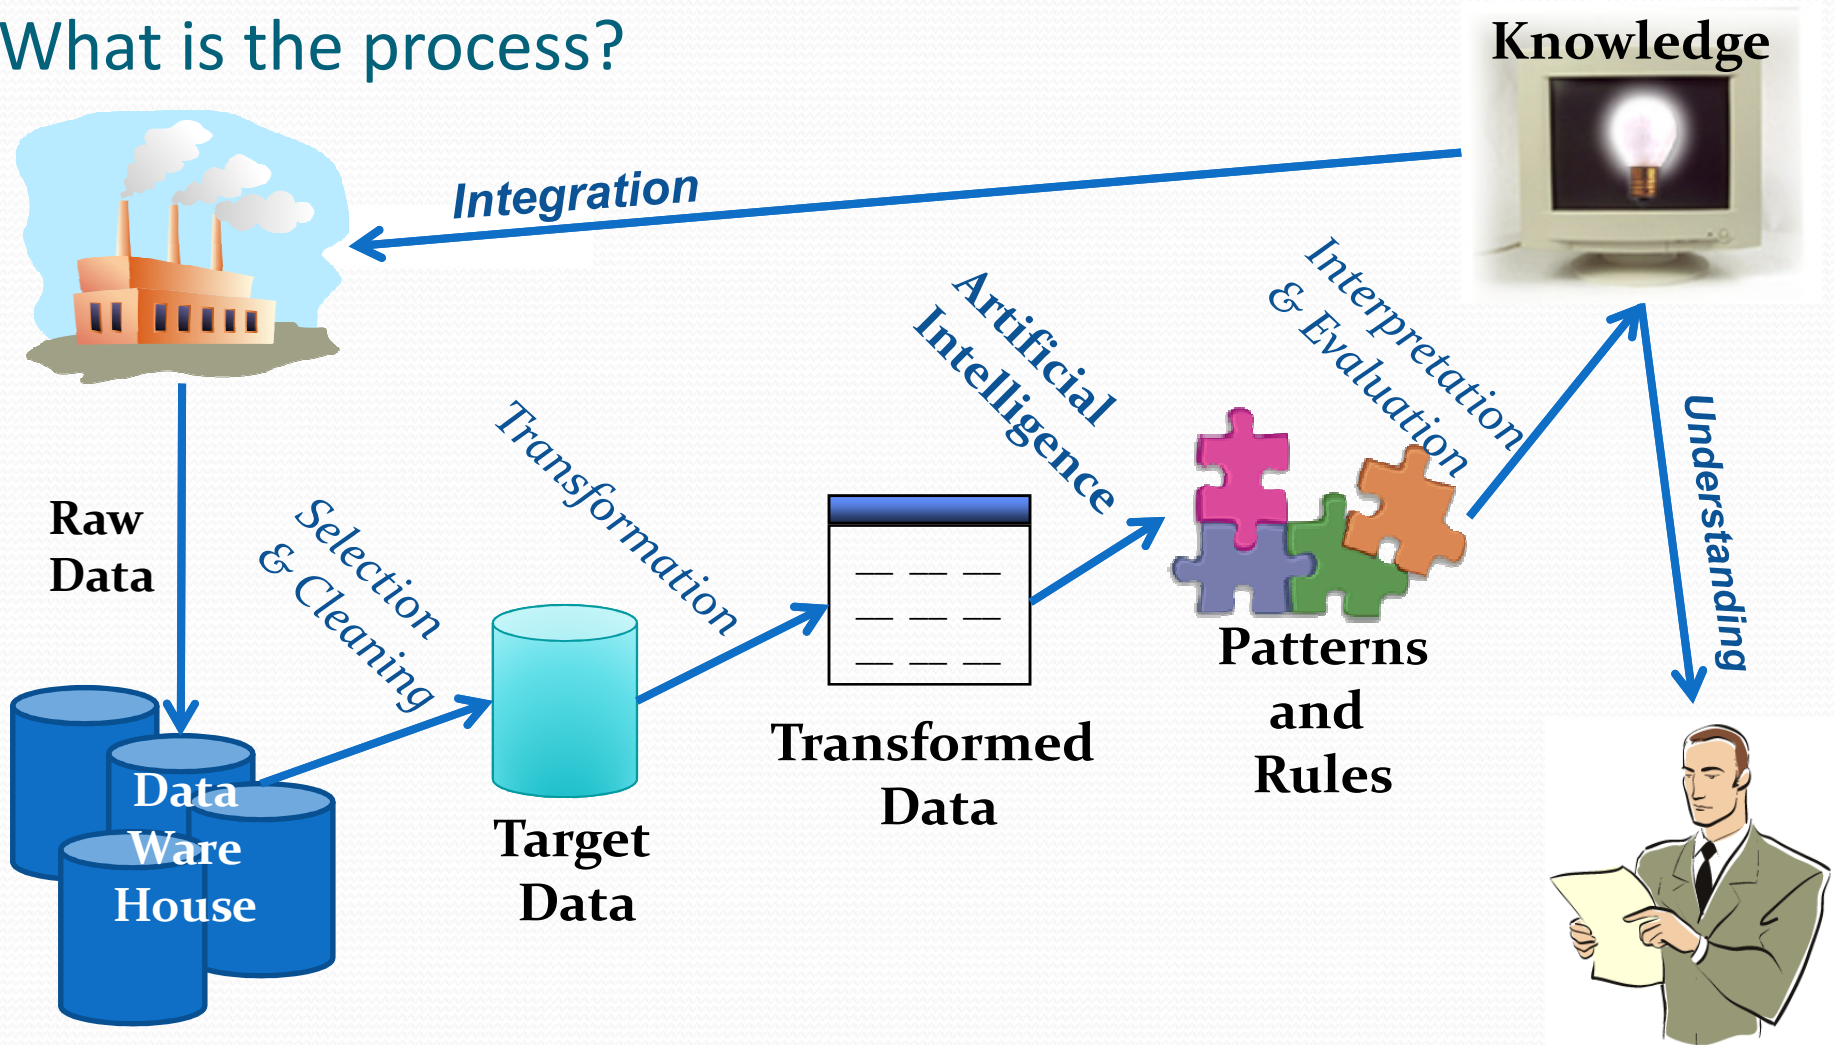 What is the process?
Knowledge
Integration
Artificial
Intelligence
Interpretation
& Evaluation
Understanding
Raw
Data
Selection
& Cleaning
Transformation
Data
Ware
House
Target
Data
Transformed
Data
Patterns
and
Rules